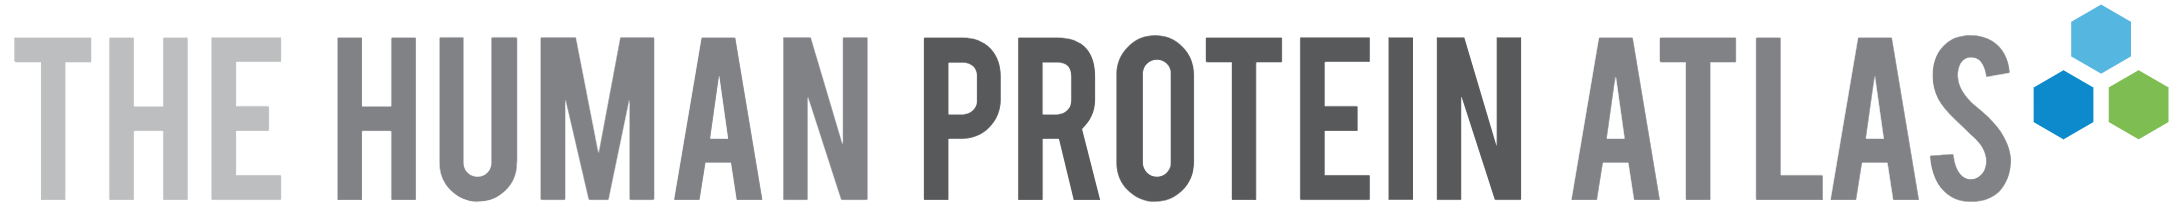 THE HUMAN PROTEIN ATLAS